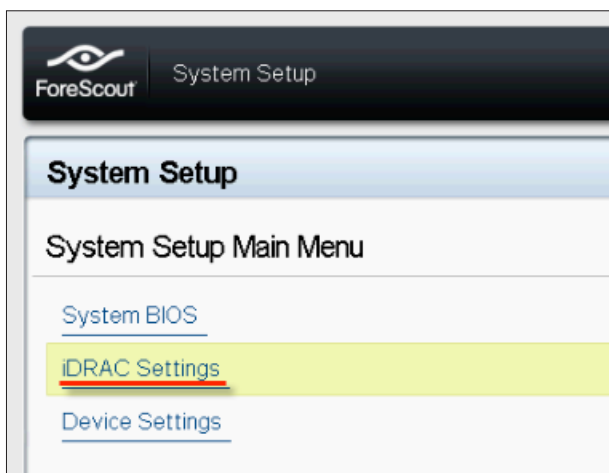 ForeScout
System Setup
System Setup
System Setup Main Menu
System BIOS
iDRAC Settings
Device Settings